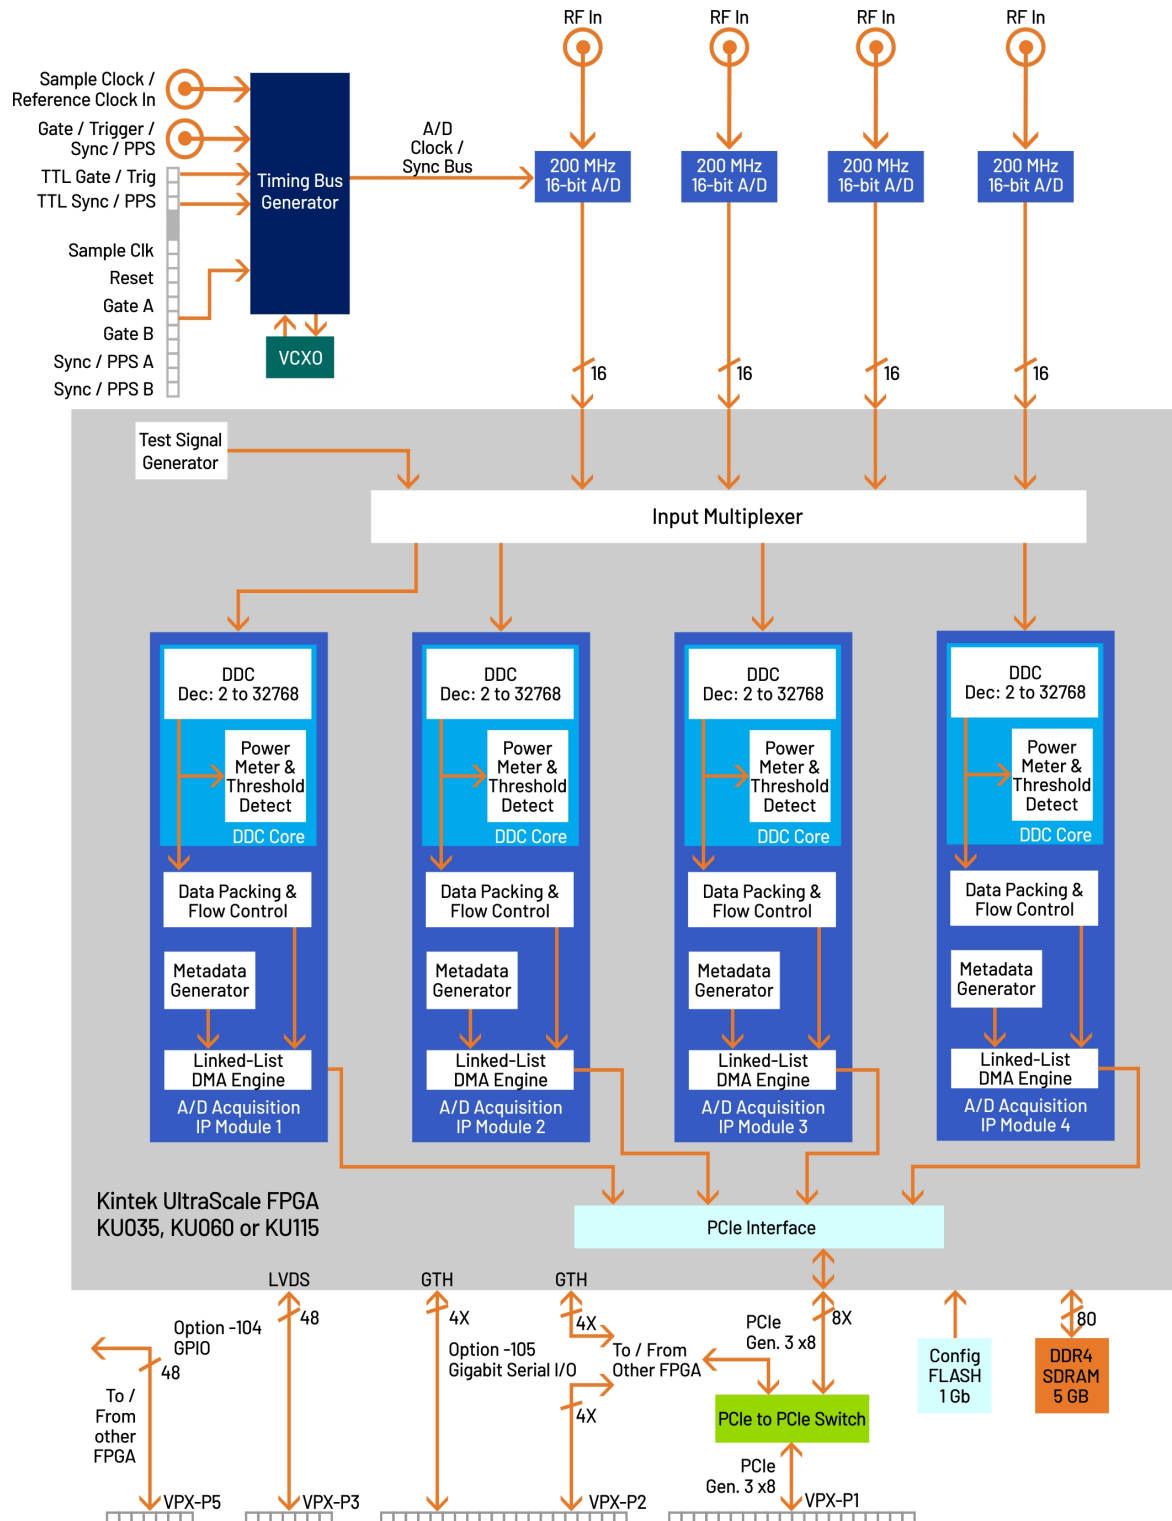 RF In
RF In
RF In
RF In
Sample Clock /
Reference Clock In
Gate / Trigger /
Sync / PPS
TTL Gate / Trig
TTL Sync / PPS
Sample Clk
Reset
Gate A
Gate B
Sync / PPS A
Sync / PPS B
Timing Bus
Generator
VCXO
A/D
Clock /
Sync Bus
200 MHz
16-bit A/D
200 MHz
16-bit A/D
200 MHz
16-bit A/D
200 MHz
16-bit A/D
16
16
16
16
Test Signal
Generator
Input Multiplexer
DDC
Dec: 2 to 32768
Power
Meter &
Threshold
Detect
DDC Core
Data Packing &
Flow Control
Metadata
Generator
Linked-List
DMA Engine
A/D Acquisition
IP Module 1
DDC
Dec: 2 to 32768
Power
Meter &
Threshold
Detect
DDC Core
Data Packing &
Flow Control
Metadata
Generator
Linked-List
DMA Engine
A/D Acquisition
IP Module 2
DDC
Dec: 2 to 32768
Power
Meter &
Threshold
Detect
DDC Core
Data Packing &
Flow Control
Metadata
Generator
Linked-List
DMA Engine
A/D Acquisition
IP Module 3
DDC
Dec: 2 to 32768
Power
Meter &
Threshold
Detect
DDC Core
Data Packing &
Flow Control
Metadata
Generator
Linked-List
DMA Engine
A/D Acquisition
IP Module 4
Kintek UltraScale FPGA
KU035, KU060 or KU115
PCIe Interface
LVDS
GTH
GTH
48
4X
4X
8X
80
Option -104
GPIO
48
To /
From
other
FPGA
Option -105
Gigabit Serial I/O
To / From
Other FPGA
4X
PCIe
Gen. 3 x8
PCIe to PCIe Switch
PCIe
Gen. 3 x8
Config
FLASH
1 Gb
DDR4
SDRAM
5 GB
VPX-P5
VPX-P3
VPX-P2
VPX-P1